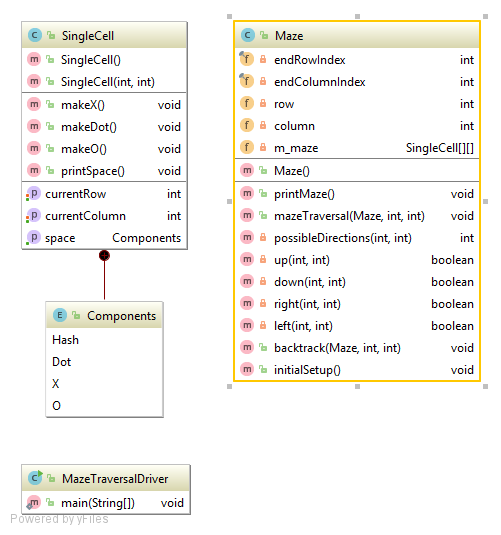 SingleCell
SingleCell()
SingleCell(int, int)
makeX() void
makeDot() void
makeO() void
printSpace() void
currentRow int
currentColumn int
space Components
Components
Hash
Dot
X
O
MazeTraversalDriver
main(String[]) void
Powered by yFiles
Maze
endRowIndex int
endColumnIndex int
row int
column int
m_maze SingleCell[][]
Maze()
printMaze() void
mazeTraversal(Maze, int, int) void
possibleDirections(int, int) int
up(int, int) boolean
down(int, int) boolean
right(int, int) boolean
left(int, int) boolean
backtrack(Maze, int, int) void
initialSetup() void